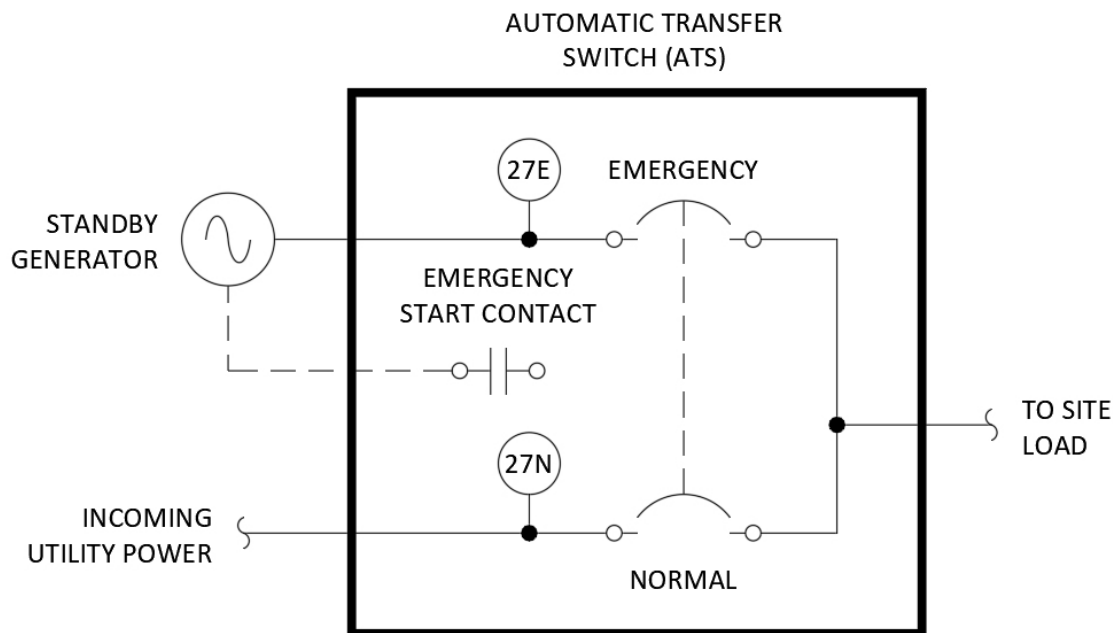 AUTOMATIC TRANSFER
SWITCH (ATS)
27E
EMERGENCY
STANDBY
GENERATOR
EMERGENCY
START CONTACT
27N
TO SITE
LOAD
INCOMING
UTILITY POWER
NORMAL